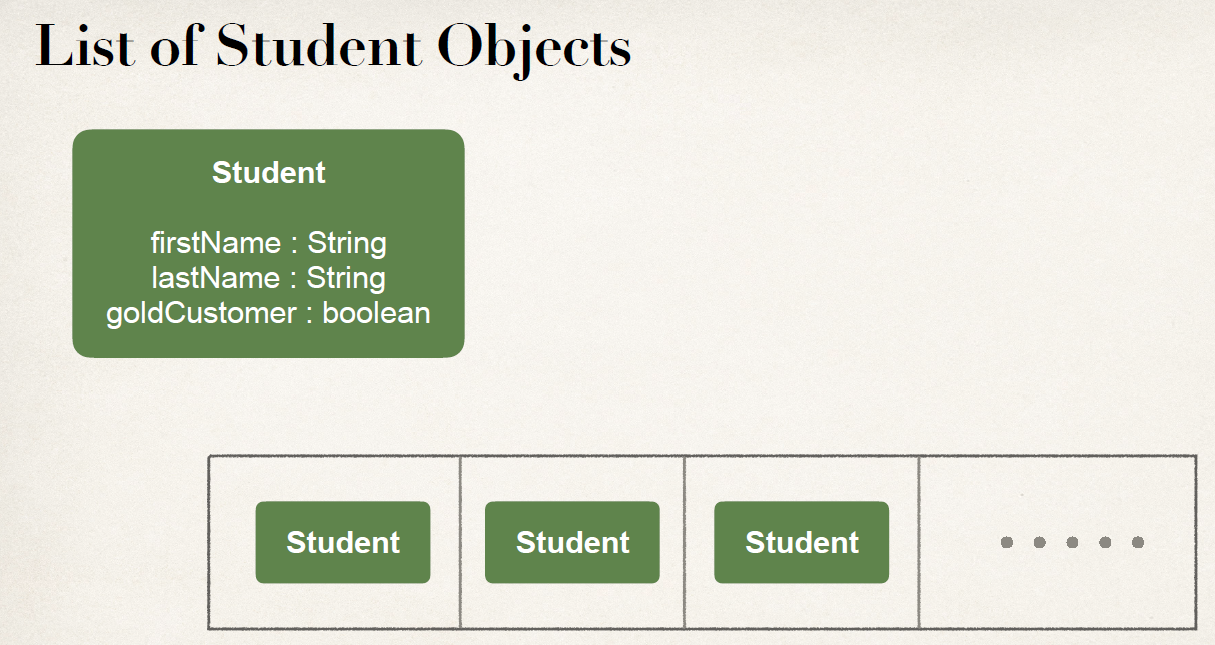 List of Student Objects
Student
firstName : String
lastName : String
goldCustomer : boolean
Student
Student
Student